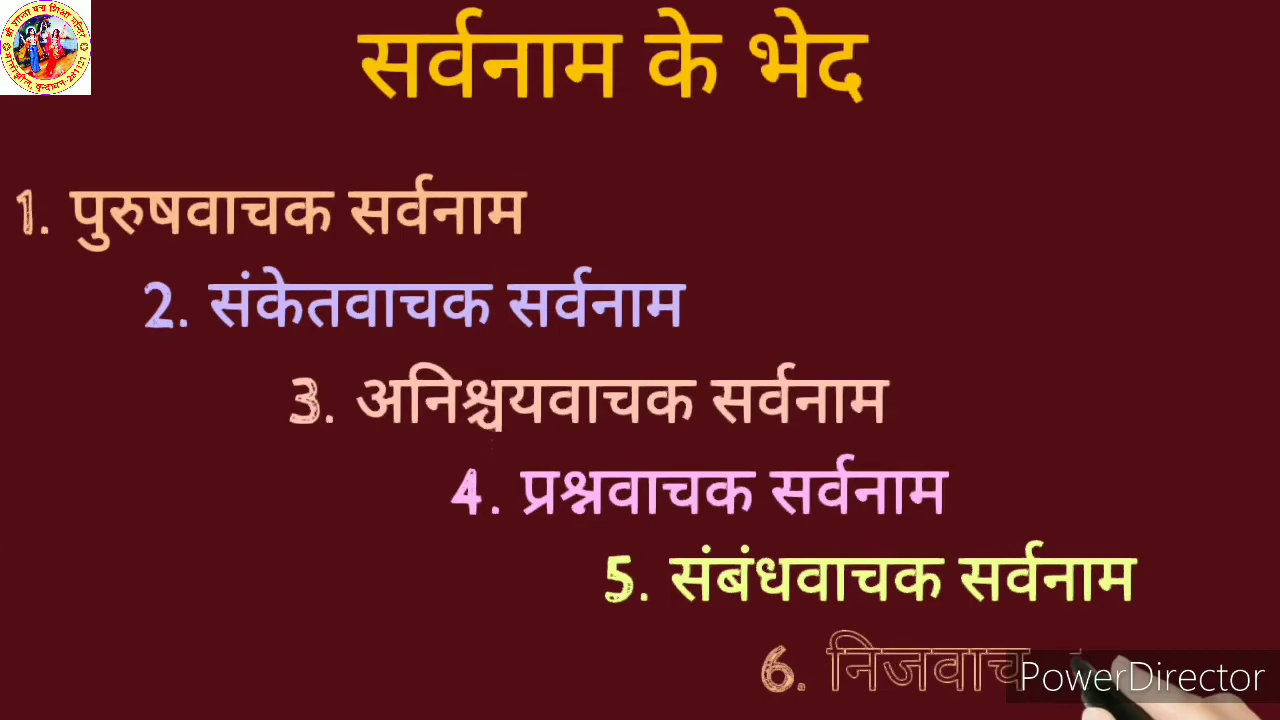 सर्वनाम के भेद
1. पुरुषवाचक सर्वनाम
2. संकेतवाचक सर्वनाम
3. अनिश्चयवाचक सर्वनाम
4. प्रश्नवाचक सर्वनाम
5. संबंधवाचक सर्वनाम
6. निजवाच
PowerDirector